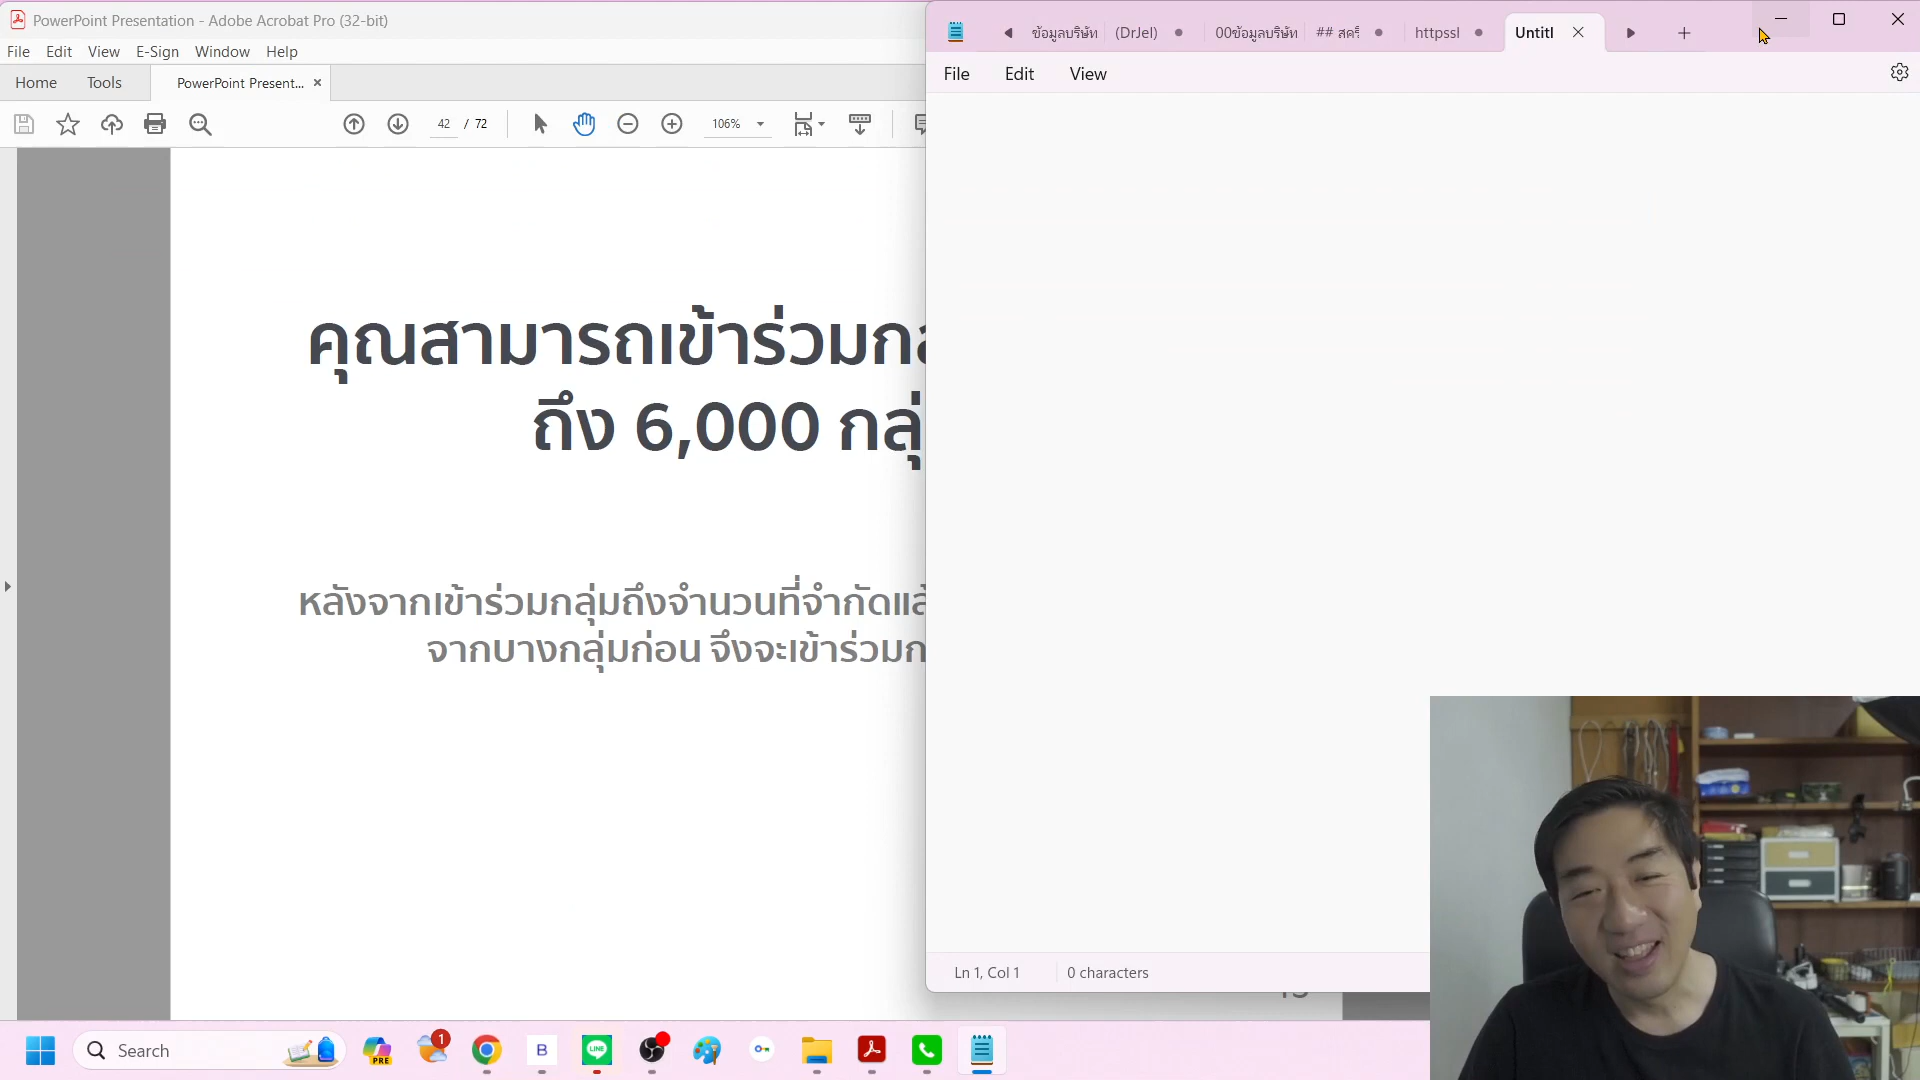 PowerPoint Presentation - Adobe Acrobat Pro (32-bit)
File Edit View E-Sign Window Help
Home Tools PowerPoint Present...
42 / 72 106%
คุณสามารถเข้าร่วมก
ถึง 6,000 กลุ่
หลังจากเข้าร่วมกลุ่มถึงจำนวนที่จำกัดแล้
จากบางกลุ่มก่อน จึงจะเข้าร่วมก
ข้อมูลบริษัท (DrJel) 00ข้อมูลบริษัท ## สครี httpssl Untitl
File Edit View
Ln 1, Col 1 0 characters
Search
PRE
1
B
LINE